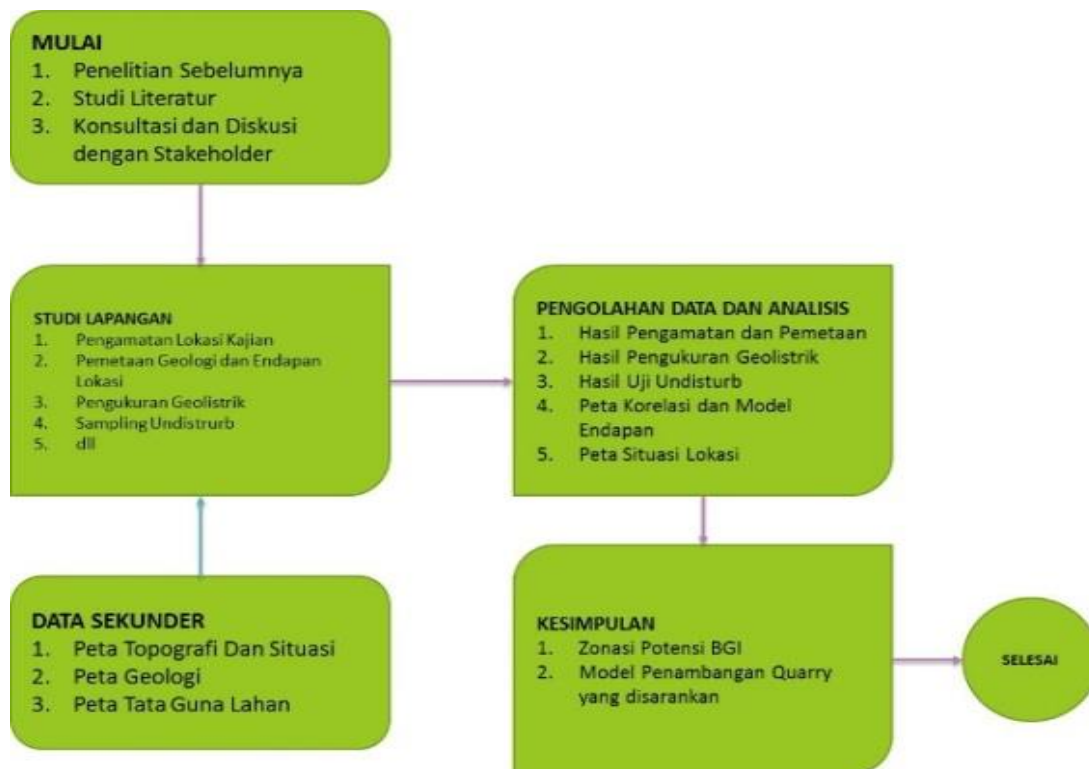 MULAI
1. Penelitian Sebelumnya
2. Studi Literatur
3. Konsultasi dan Diskusi
dengan Stakeholder
STUDI LAPANGAN
1. Pengamatan Lokasi Kajian
2. Pemetaan Geologi dan Endapan
Lokasi
3. Pengukuran Geolistrik
4. Sampling Undistrurb
5. dll
DATA SEKUNDER
1. Peta Topografi Dan Situasi
2. Peta Geologi
3. Peta Tata Guna Lahan
PENGOLAHAN DATA DAN ANALISIS
1. Hasil Pengamatan dan Pemetaan
2. Hasil Pengukuran Geolistrik
3. Hasil Uji Undisturb
4. Peta Korelasi dan Model
Endapan
5. Peta Situasi Lokasi
KESIMPULAN
1. Zonasi Potensi BGI
2. Model Penambangan Quarry
yang disarankan
SELESAI